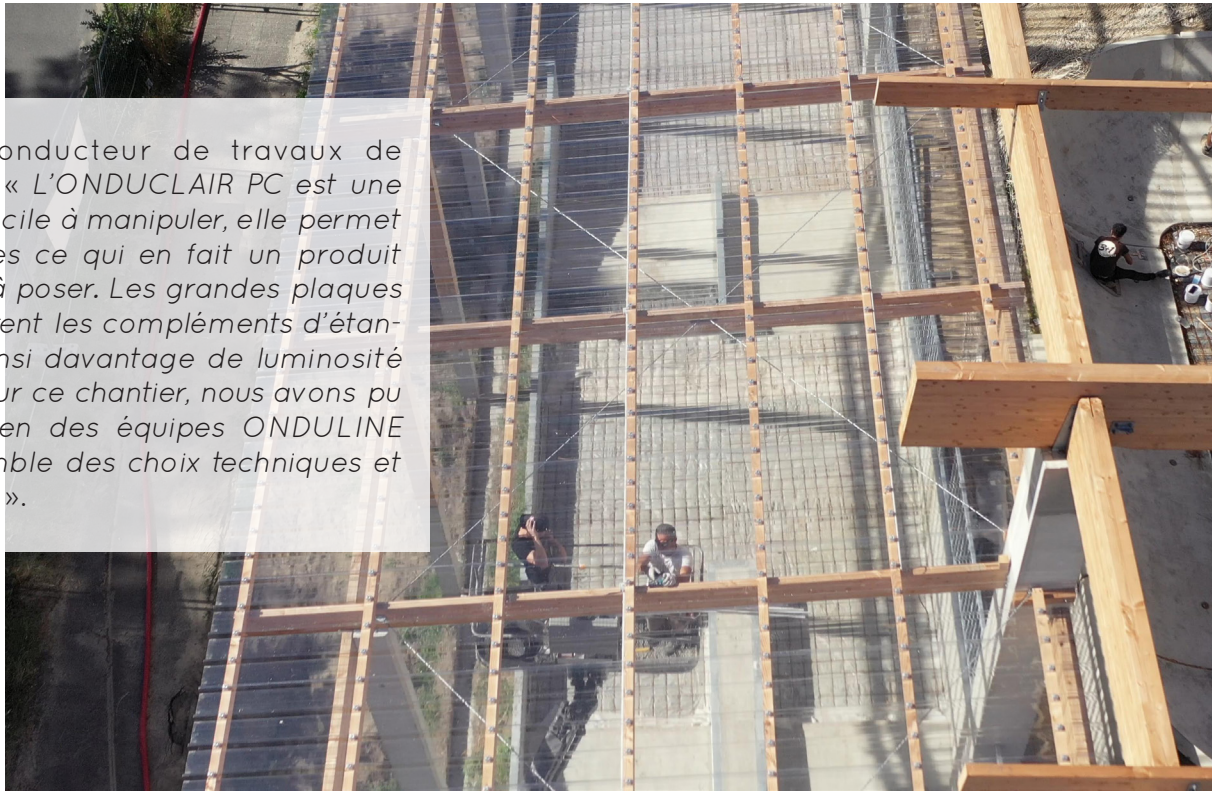 onducteur de travaux de
« L'ONDUCLAIR PC est une
cile à manipuler, elle permet
es ce qui en fait un produit
à poser. Les grandes plaques
rent les compléments d'étan-
nsi davantage de luminosité
ur ce chantier, nous avons pu
en des équipes ONDULINE
mble des choix techniques et
».